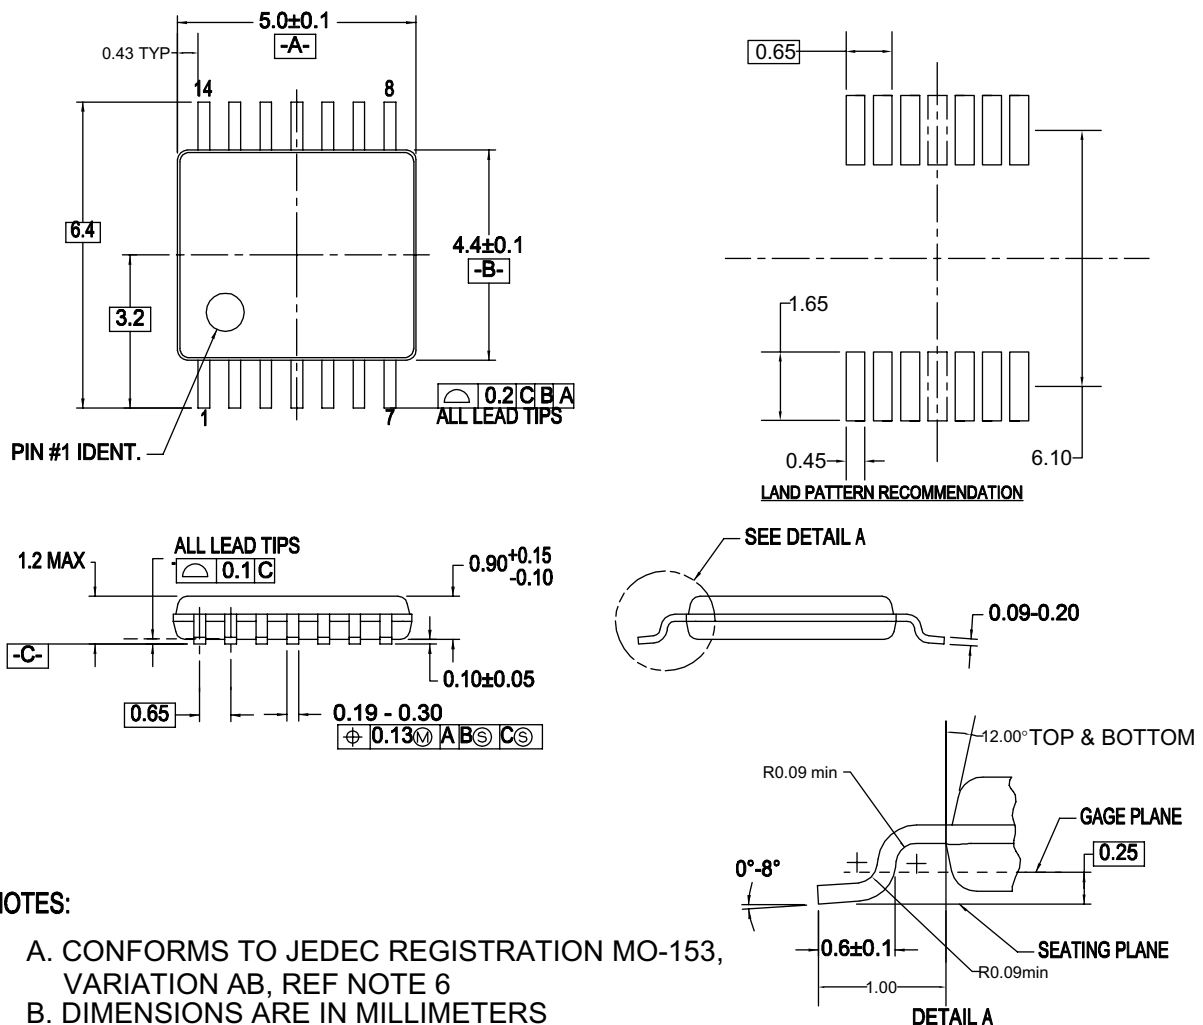 5.0±0.1
-A-
0.43 TYP
14
8
6.4
3.2
4.4±0.1
-B-
0.2 C B A
ALL LEAD TIPS
1
7
PIN #1 IDENT.
0.65
1.65
0.45
6.10
LAND PATTERN RECOMMENDATION
ALL LEAD TIPS
0.1 C
1.2 MAX
0.90 +0.15
-0.10
-C-
0.10±0.05
0.65
0.19 - 0.30
⌖ 0.13Ⓜ A BⓈ CⓈ
SEE DETAIL A
0.09-0.20
12.00° TOP & BOTTOM
R0.09 min
GAGE PLANE
0.25
0°-8°
0.6±0.1
SEATING PLANE
R0.09min
1.00
DETAIL A
NOTES:
A. CONFORMS TO JEDEC REGISTRATION MO-153,
VARIATION AB, REF NOTE 6
B. DIMENSIONS ARE IN MILLIMETERS